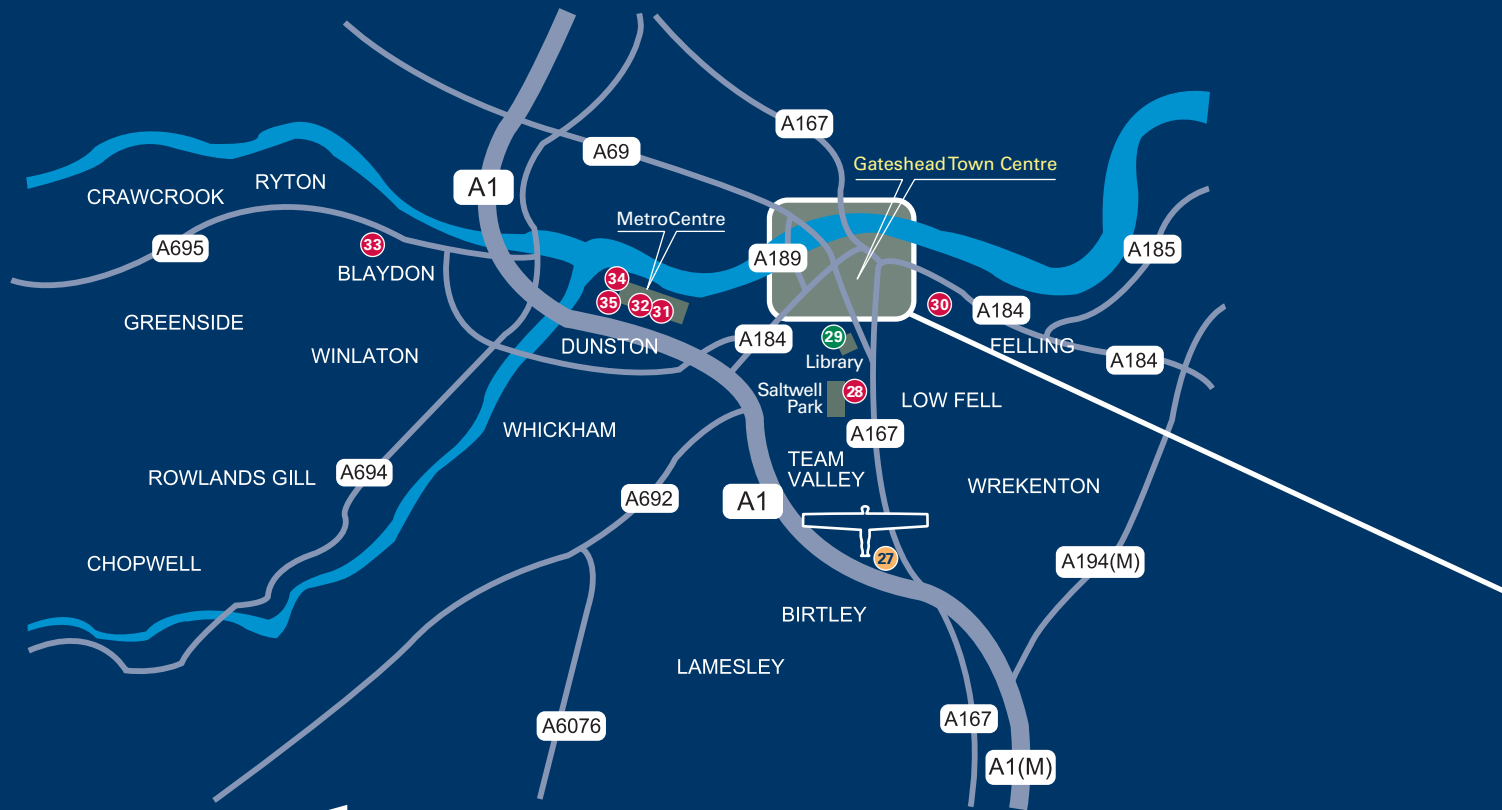 A167
A69
Gateshead Town Centre
RYTON
A1
CRAWCROOK
MetroCentre
A695
33
A189
A185
BLAYDON
34
35
32
31
30
A184
GREENSIDE
29
A184
DUNSTON
FELLING
WINLATON
Library
A184
Saltwell
Park
28
LOW FELL
WHICKHAM
A167
TEAM
VALLEY
ROWLANDS GILL
A694
WREKENTON
A692
A1
27
CHOPWELL
A194(M)
BIRTLEY
LAMESLEY
A6076
A167
A1(M)